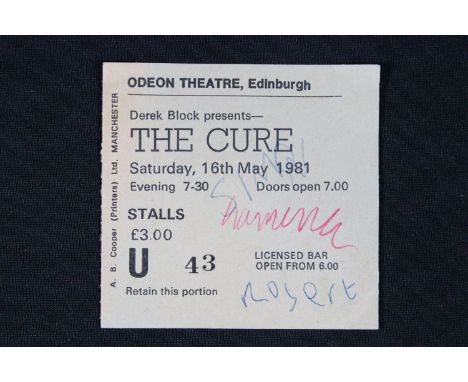 ODEON THEATRE, Edinburgh
Derek Block presents—
THE CURE
Saturday, 16th May 1981
Evening 7-30 Doors open 7.00
STALLS
£3.00
U 43
LICENSED BAR
OPEN FROM 6.00
Retain this portion
A. B. Cooper (Printers) Ltd. MANCHESTER
Simon
Robert